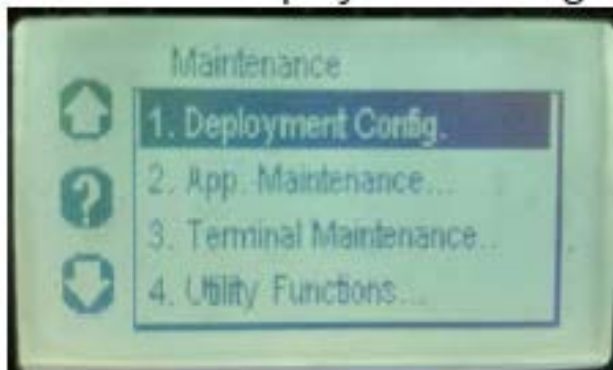 Maintenance
1. Deployment Config.
2. App. Maintenance...
3. Terminal Maintenance..
4. Utility Functions...
?